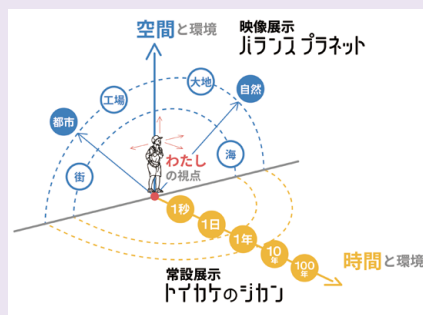 空間と環境
映像展示
バランス プラネット
大地
工場
自然
都市
街
海
わたし
の視点
1秒
1日
1年
10年
100年
時間と環境
常設展示
トイカケのジカン